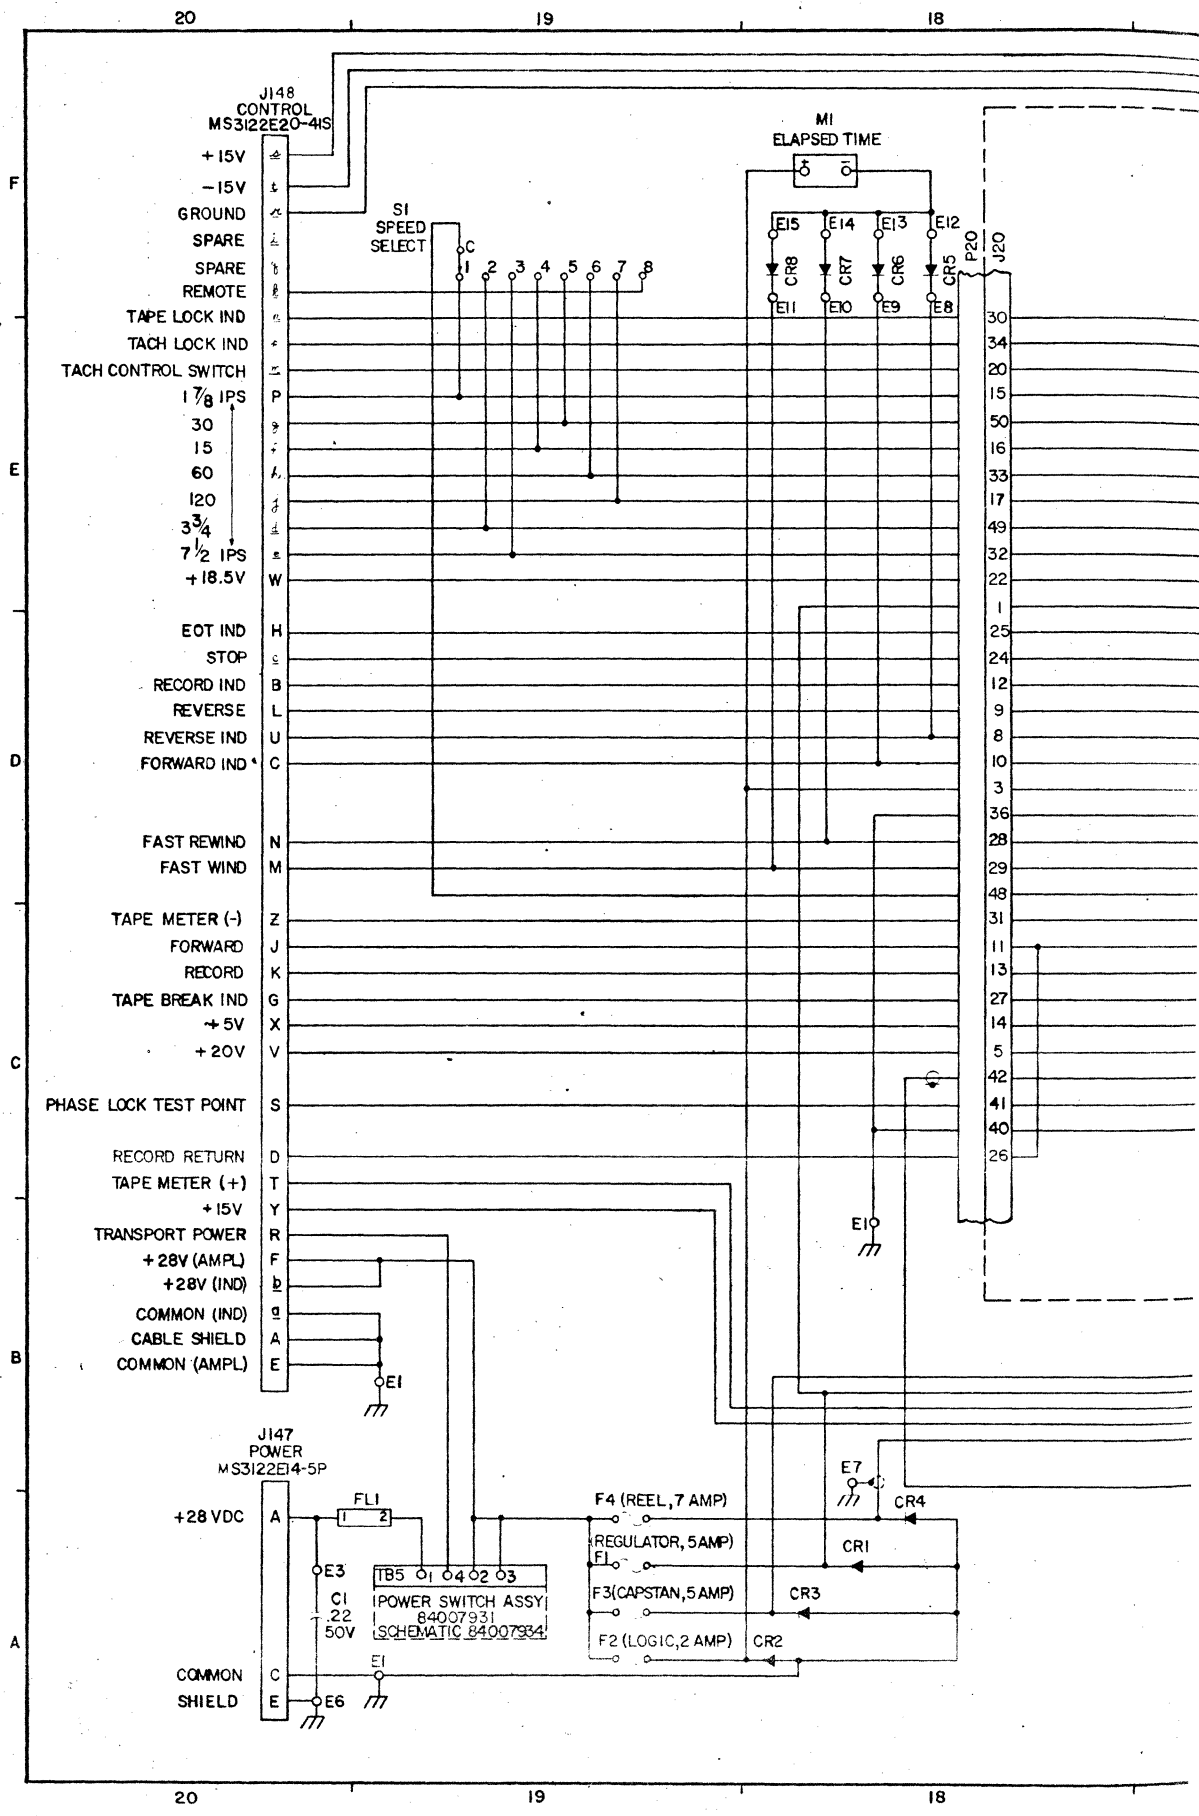 20 19 18
J148
CONTROL
MS3122E20-41S
+15V s
-15V t
GROUND
SPARE i
SPARE
REMOTE k
TAPE LOCK IND
TACH LOCK IND
TACH CONTROL SWITCH
1 7/8 IPS P
30 g
15 f
60 h
120 j
3 3/4 d
7 1/2 IPS e
+18.5V W
EOT IND H
STOP c
RECORD IND B
REVERSE L
REVERSE IND U
FORWARD IND C
FAST REWIND N
FAST WIND M
TAPE METER (-) Z
FORWARD J
RECORD K
TAPE BREAK IND G
+5V X
+20V V
PHASE LOCK TEST POINT S
RECORD RETURN D
TAPE METER (+) T
+15V Y
TRANSPORT POWER R
+28V (AMPL) F
+28V (IND) b
COMMON (IND) a
CABLE SHIELD A
COMMON (AMPL) E
E1
S1
SPEED
SELECT
C
1 2 3 4 5 6 7 8
M1
ELAPSED TIME
+ -
E15 E14 E13 E12
CR8 CR7 CR6 CR5
E11 E10 E9 E8
P20 J20
30
34
20
15
50
16
33
17
49
32
22
1
25
24
12
9
8
10
3
36
28
29
48
31
11
13
27
14
5
42
41
40
26
E1
J147
POWER
MS3122E14-5P
+28 VDC A
FL1
1 2
E3
C1
.22
50V
TB5 1 4 2 3
POWER SWITCH ASSY
84007931
SCHEMATIC 84007934
E7
F4 (REEL, 7 AMP) CR4
(REGULATOR, 5AMP)
F1 CR1
F3 (CAPSTAN, 5 AMP) CR3
F2 (LOGIC, 2 AMP) CR2
COMMON C E1
SHIELD E E6
F
E
D
C
B
A
20 19 18